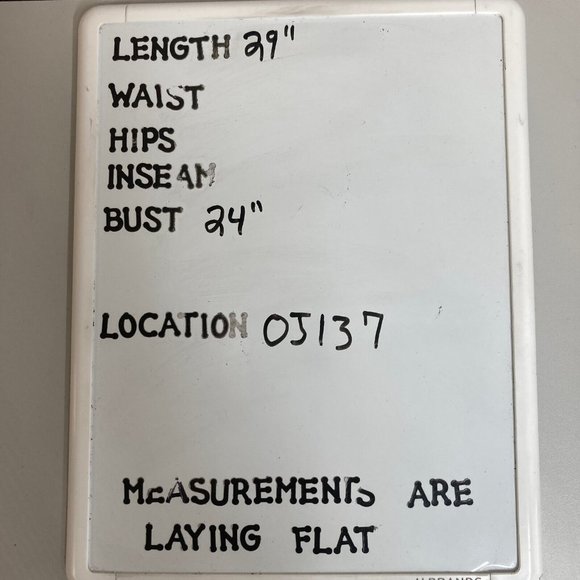 LENGTH 29"
WAIST
HIPS
INSEAM
BUST 24"
LOCATION OJ137
MEASUREMENTS ARE
LAYING FLAT